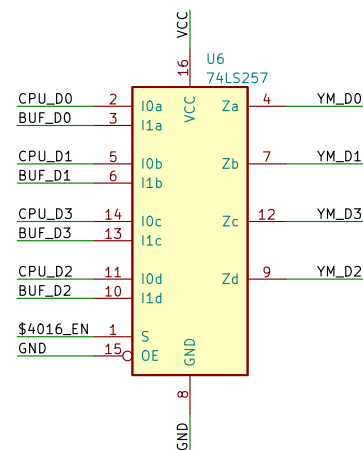 VCC
16
U6
74LS257
VCC
CPU_D0 2 I0a Za 4 YM_D0
BUF_D0 3 I1a
CPU_D1 5 I0b Zb 7 YM_D1
BUF_D1 6 I1b
CPU_D3 14 I0c Zc 12 YM_D3
BUF_D3 13 I1c
CPU_D2 11 I0d Zd 9 YM_D2
BUF_D2 10 I1d
$4016_EN 1 S
GND 15 OE
GND
8
GND